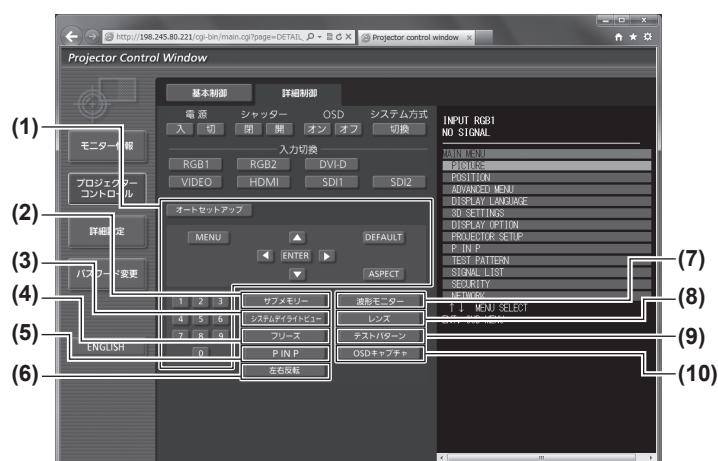 http://198.245.80.221/cgi-bin/main.cgi?page=DETAIL_
Projector control window
Projector Control Window
基本制御
詳細制御
電源
シャッター
OSD
システム方式
入
切
閉
開
オン
オフ
切換
入力切換
RGB1
RGB2
DVI-D
VIDEO
HDMI
SDI1
SDI2
モニター情報
プロジェクター
コントロール
詳細設定
パスワード変更
ENGLISH
オートセットアップ
MENU
DEFAULT
ENTER
ASPECT
1 2 3
4 5 6
7 8 9
0
サブメモリー
システムデイライトビュー
フリーズ
P IN P
左右反転
波形モニター
レンズ
テストパターン
OSDキャプチャ
INPUT RGB1
NO SIGNAL
MAIN MENU
PICTURE
POSITION
ADVANCED MENU
DISPLAY LANGUAGE
3D SETTINGS
DISPLAY OPTION
PROJECTOR SETUP
P IN P
TEST PATTERN
SIGNAL LIST
SECURITY
NETWORK
↑↓ MENU SELECT
(1)
(2)
(3)
(4)
(5)
(6)
(7)
(8)
(9)
(10)